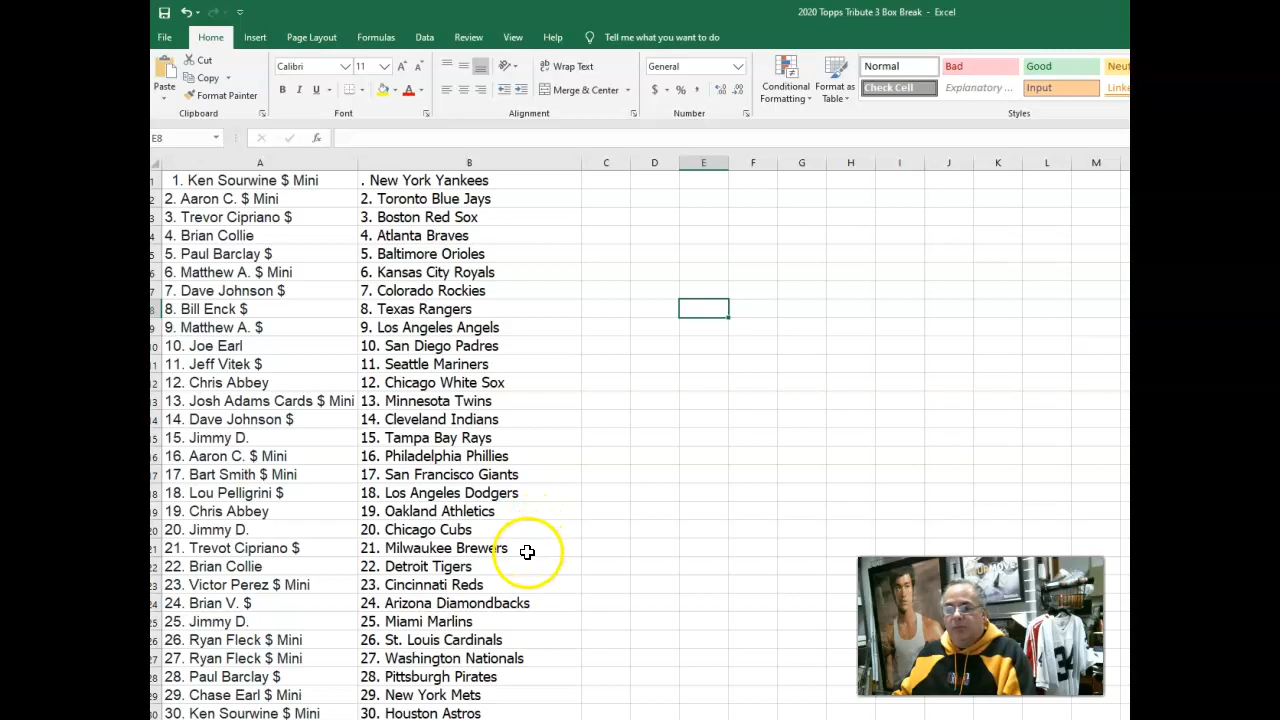 2020 Topps Tribute 3 Box Break - Excel
File Home Insert Page Layout Formulas Data Review View Help Tell me what you want to do
Paste
Cut
Copy
Format Painter
Clipboard
Calibri 11
B I U
Font
Wrap Text
Merge & Center
Alignment
General
$ % ,
Number
Conditional Formatting
Format as Table
Normal Bad Good
Check Cell Explanatory ... Input
Styles
E8 fx
A B C D E F G H I J K L M
1. Ken Sourwine $ Mini . New York Yankees
2. Aaron C. $ Mini 2. Toronto Blue Jays
3. Trevor Cipriano $ 3. Boston Red Sox
4. Brian Collie 4. Atlanta Braves
5. Paul Barclay $ 5. Baltimore Orioles
6. Matthew A. $ Mini 6. Kansas City Royals
7. Dave Johnson $ 7. Colorado Rockies
8. Bill Enck $ 8. Texas Rangers
9. Matthew A. $ 9. Los Angeles Angels
10. Joe Earl 10. San Diego Padres
11. Jeff Vitek $ 11. Seattle Mariners
12. Chris Abbey 12. Chicago White Sox
13. Josh Adams Cards $ Mini 13. Minnesota Twins
14. Dave Johnson $ 14. Cleveland Indians
15. Jimmy D. 15. Tampa Bay Rays
16. Aaron C. $ Mini 16. Philadelphia Phillies
17. Bart Smith $ Mini 17. San Francisco Giants
18. Lou Pelligrini $ 18. Los Angeles Dodgers
19. Chris Abbey 19. Oakland Athletics
20. Jimmy D. 20. Chicago Cubs
21. Trevot Cipriano $ 21. Milwaukee Brewers
22. Brian Collie 22. Detroit Tigers
23. Victor Perez $ Mini 23. Cincinnati Reds
24. Brian V. $ 24. Arizona Diamondbacks
25. Jimmy D. 25. Miami Marlins
26. Ryan Fleck $ Mini 26. St. Louis Cardinals
27. Ryan Fleck $ Mini 27. Washington Nationals
28. Paul Barclay $ 28. Pittsburgh Pirates
29. Chase Earl $ Mini 29. New York Mets
30. Ken Sourwine $ Mini 30. Houston Astros